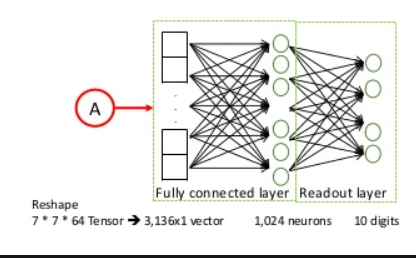 A
Fully connected layer Readout layer
Reshape
7 * 7 * 64 Tensor ➔ 3,136x1 vector 1,024 neurons 10 digits